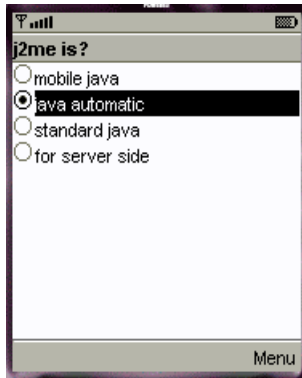 j2me is?
mobile java
java automatic
standard java
for server side
Menu